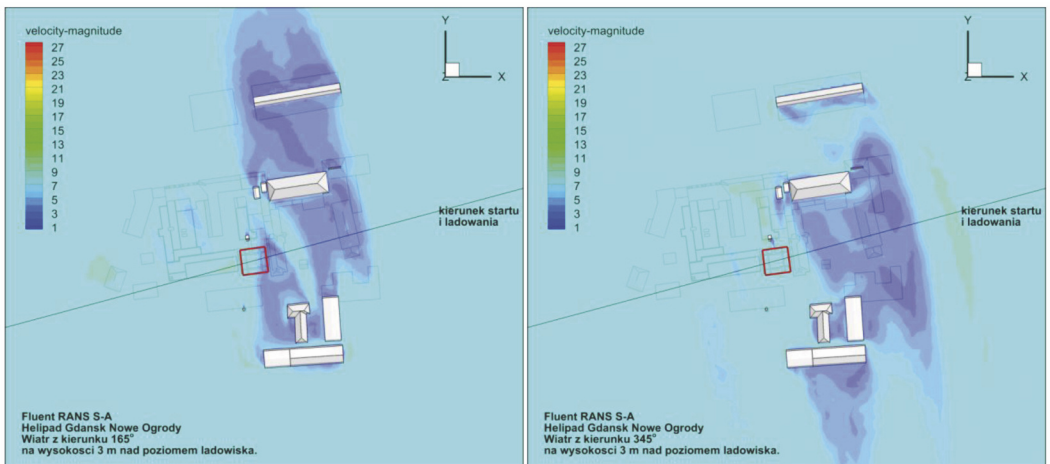 velocity-magnitude
27
25
23
21
19
17
15
13
11
9
7
5
3
1
Y
Z
X
kierunek startu
i ladowania
Fluent RANS S-A
Helipad Gdansk Nowe Ogrody
Wiatr z kierunku 165°
na wysokosci 3 m nad poziomem ladowiska.
velocity-magnitude
27
25
23
21
19
17
15
13
11
9
7
5
3
1
Y
Z
X
kierunek startu
i ladowania
Fluent RANS S-A
Helipad Gdansk Nowe Ogrody
Wiatr z kierunku 345°
na wysokosci 3 m nad poziomem ladowiska.